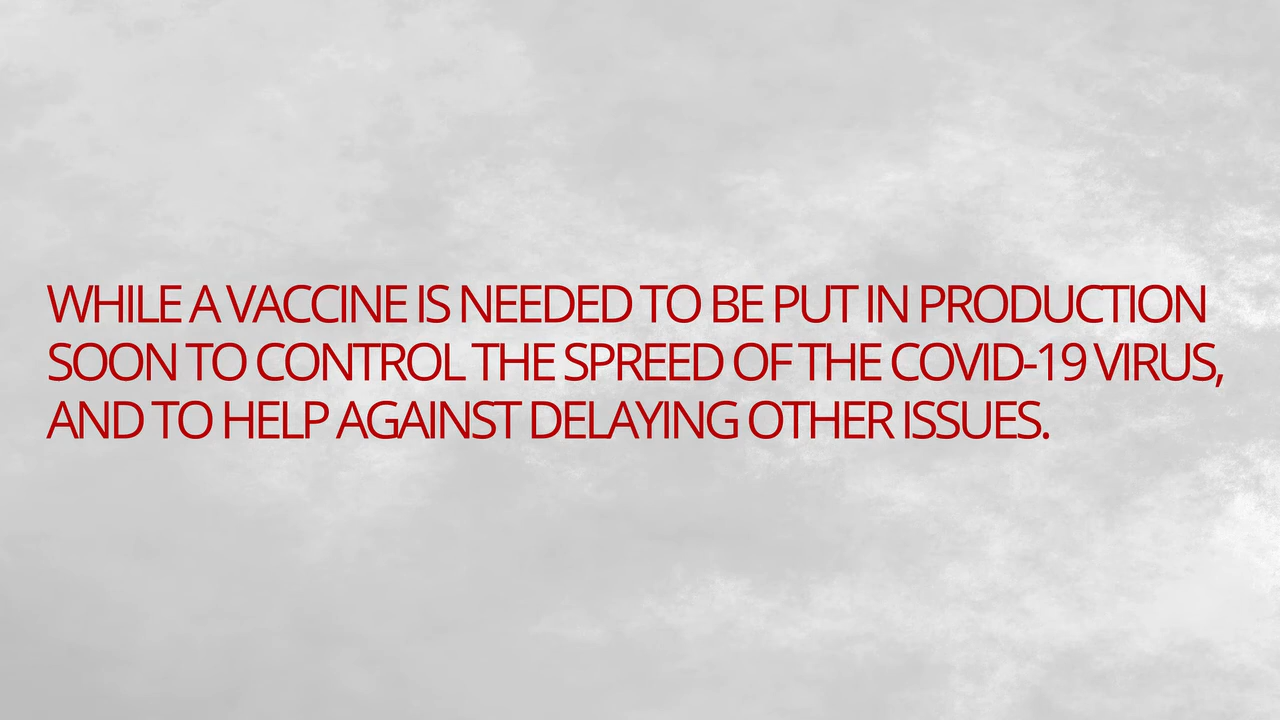 WHILE A VACCINE IS NEEDED TO BE PUT IN PRODUCTION
SOON TO CONTROL THE SPREED OF THE COVID-19 VIRUS,
AND TO HELP AGAINST DELAYING OTHER ISSUES.